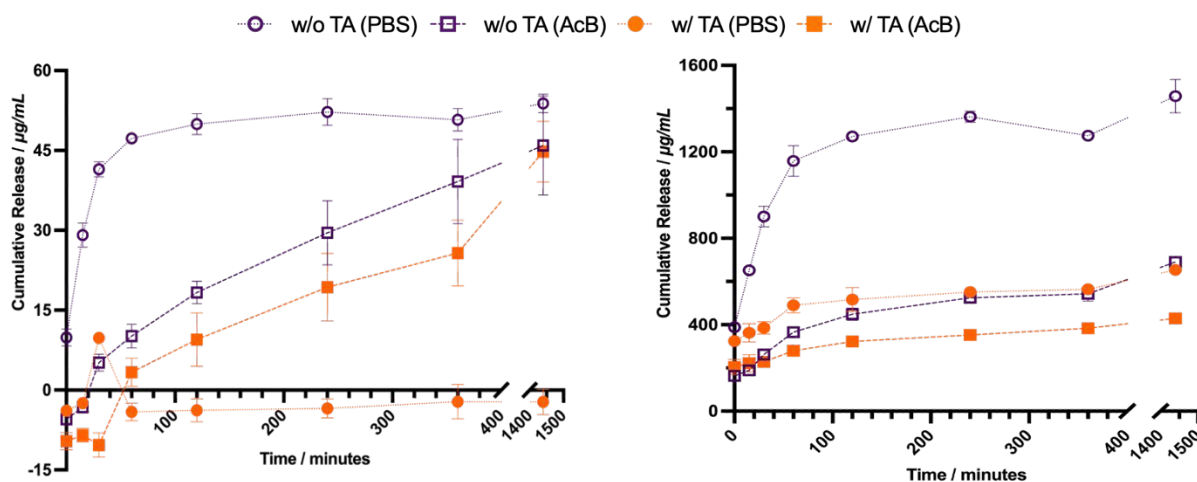 w/o TA (PBS) w/o TA (AcB) w/ TA (PBS) w/ TA (AcB)
60
45
30
15
0
-15
Cumulative Release / µg/mL
100 200 300 400 1400 1500
Time / minutes
1600
1200
800
400
0
Cumulative Release / µg/mL
0 100 200 300 400 1400 1500
Time / minutes